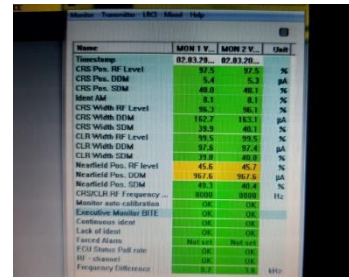 Monitor Transmitter LRCI Mixed Help
Name MON 1 V... MON 2 V... Unit
Timestamp 02.03.20... 02.03.20...
CRS Pos. RF Level 97.5 97.5 %
CRS Pos. DDM 5.4 5.3 µA
CRS Pos. SDM 40.0 40.1 %
Ident AM 8.1 8.1 %
CRS Width RF Level 96.3 96.1 %
CRS Width DDM 162.7 163.1 µA
CRS Width SDM 39.9 40.1 %
CLR Width RF Level 99.5 99.5 %
CLR Width DDM 97.6 97.4 µA
CLR Width SDM 39.8 40.0 %
Nearfield Pos. RF level 45.6 45.7 %
Nearfield Pos. DDM 967.6 967.6 µA
Nearfield Pos. SDM 40.3 40.4 %
CRS/CLR RF Frequency ... 8000 8000 Hz
Monitor auto-calibration OK OK
Executive Monitor BITE OK OK
Continuous ident OK OK
Lack of ident OK OK
Forced Alarm Not set Not set
ECU Status Poll rate OK OK
RF - channel OK OK
Frequency Difference kHz